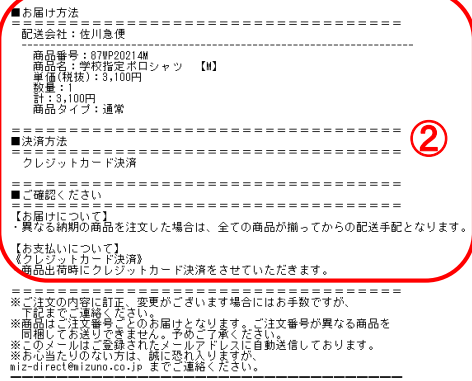 ■お届け方法
＝＝＝＝＝＝＝＝＝＝＝＝＝＝＝＝＝＝＝＝＝＝＝＝＝＝＝＝＝＝＝＝＝＝
配送会社：佐川急便
--------------------------------------------------------------------
商品番号：87WP20214M
商品名：学校指定ポロシャツ 【M】
単価(税抜)：3,100円
数量：1
計：3,100円
商品タイプ：通常
＝＝＝＝＝＝＝＝＝＝＝＝＝＝＝＝＝＝＝＝＝＝＝＝＝＝＝＝＝＝＝＝＝＝
■決済方法
＝＝＝＝＝＝＝＝＝＝＝＝＝＝＝＝＝＝＝＝＝＝＝＝＝＝＝＝＝＝＝＝＝＝
②
クレジットカード決済
＝＝＝＝＝＝＝＝＝＝＝＝＝＝＝＝＝＝＝＝＝＝＝＝＝＝＝＝＝＝＝＝＝＝
■ご確認ください
＝＝＝＝＝＝＝＝＝＝＝＝＝＝＝＝＝＝＝＝＝＝＝＝＝＝＝＝＝＝＝＝＝＝
【お届けについて】
・異なる納期の商品を注文した場合は、全ての商品が揃ってからの配送手配となります。
【お支払いについて】
《クレジットカード決済》
商品出荷時にクレジットカード決済をさせていただきます。
＝＝＝＝＝＝＝＝＝＝＝＝＝＝＝＝＝＝＝＝＝＝＝＝＝＝＝＝＝＝＝＝＝＝
※ご注文の内容に訂正、変更がございます場合にはお手数ですが、
下記までご連絡ください。
※商品はご注文番号ごとのお届けとなります。ご注文番号が異なる商品を
同梱してお送りできません。予めご了承ください。
※このメールはご登録されたメールアドレスに自動送信しております。
※お心当たりのない方は、誠に恐れ入りますが、
miz-direct@mizuno.co.jp までご連絡ください。
＝＝＝＝＝＝＝＝＝＝＝＝＝＝＝＝＝＝＝＝＝＝＝＝＝＝＝＝＝＝＝＝＝＝